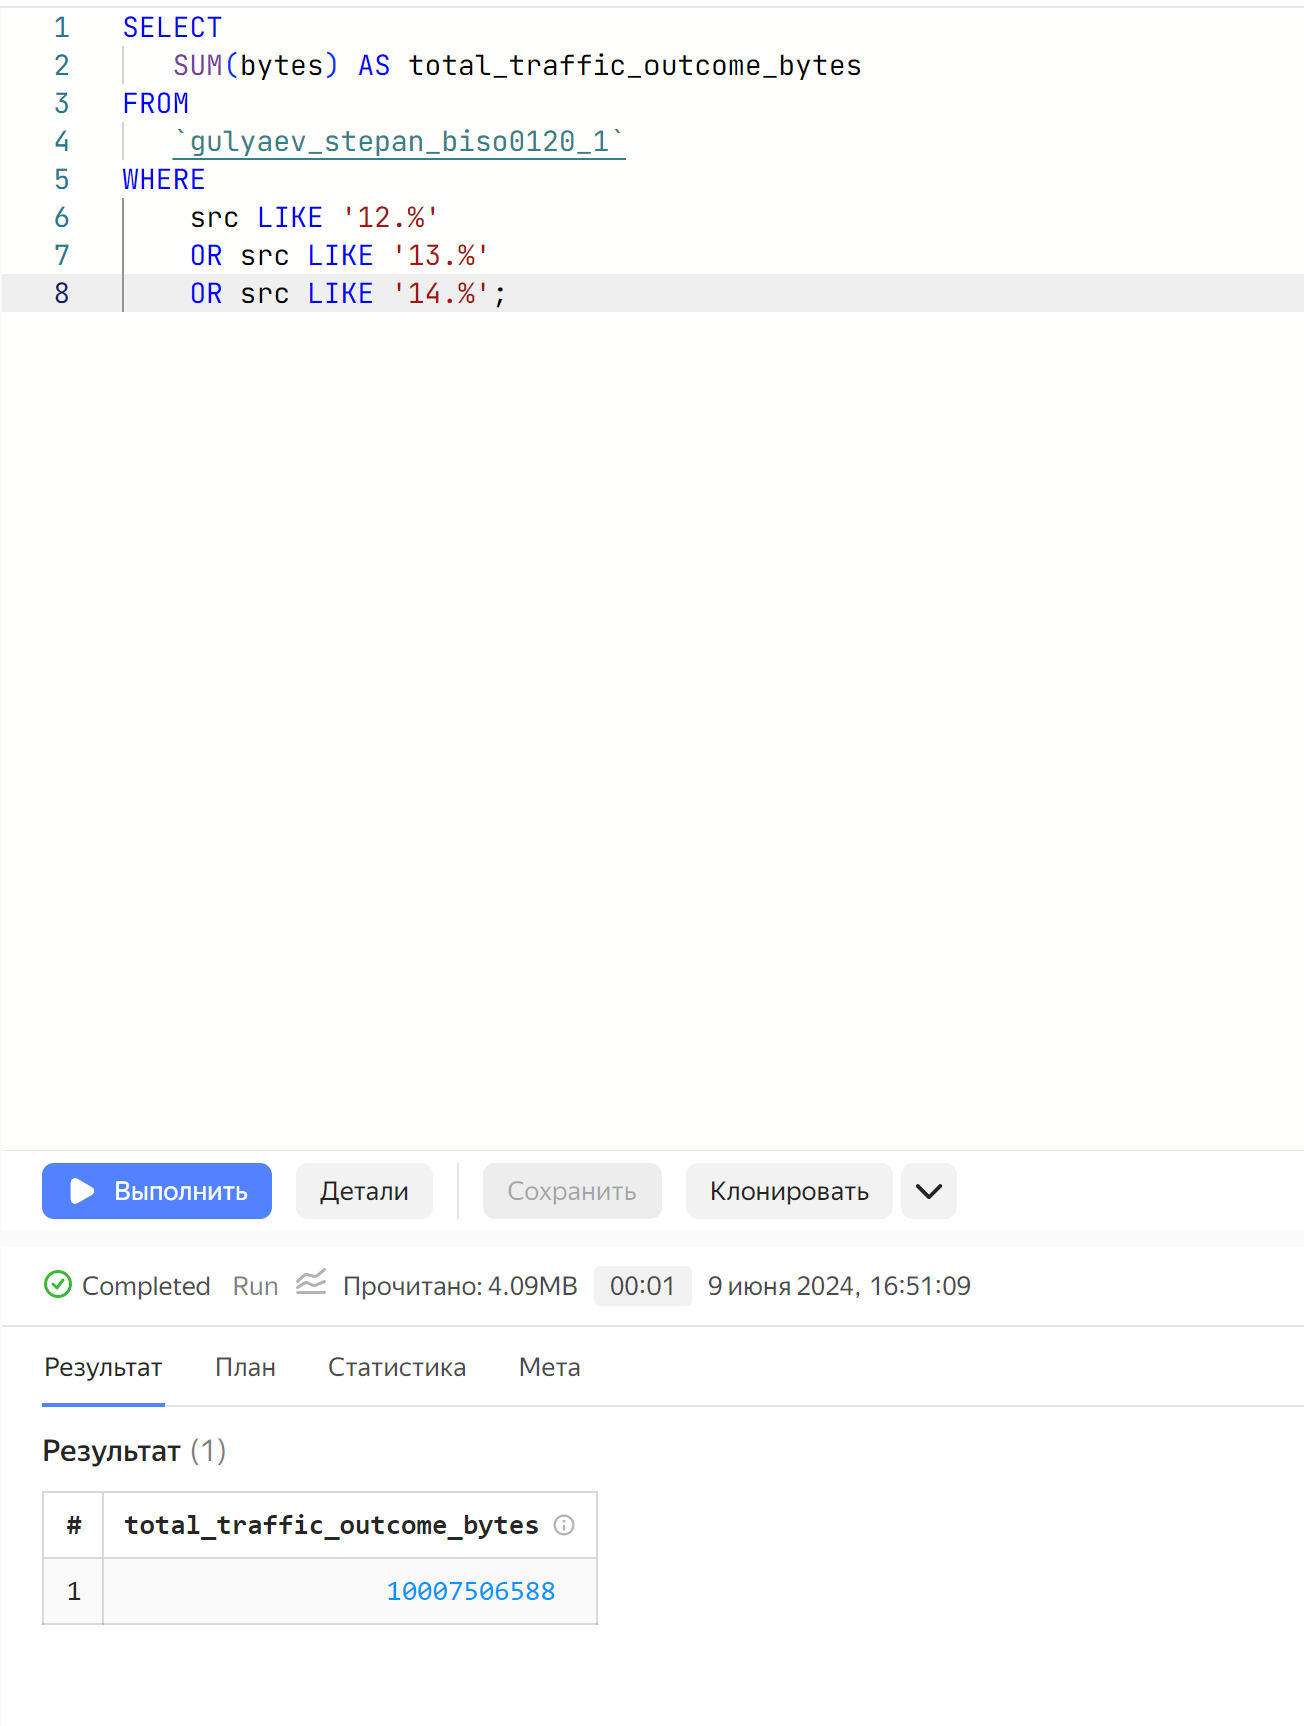 1 SELECT
2 SUM(bytes) AS total_traffic_outcome_bytes
3 FROM
4 `gulyaev_stepan_biso0120_1`
5 WHERE
6 src LIKE '12.%'
7 OR src LIKE '13.%'
8 OR src LIKE '14.%';
Выполнить Детали Сохранить Клонировать
Completed Run Прочитано: 4.09MB 00:01 9 июня 2024, 16:51:09
Результат План Статистика Мета
Результат (1)
# total_traffic_outcome_bytes
1 10007506588